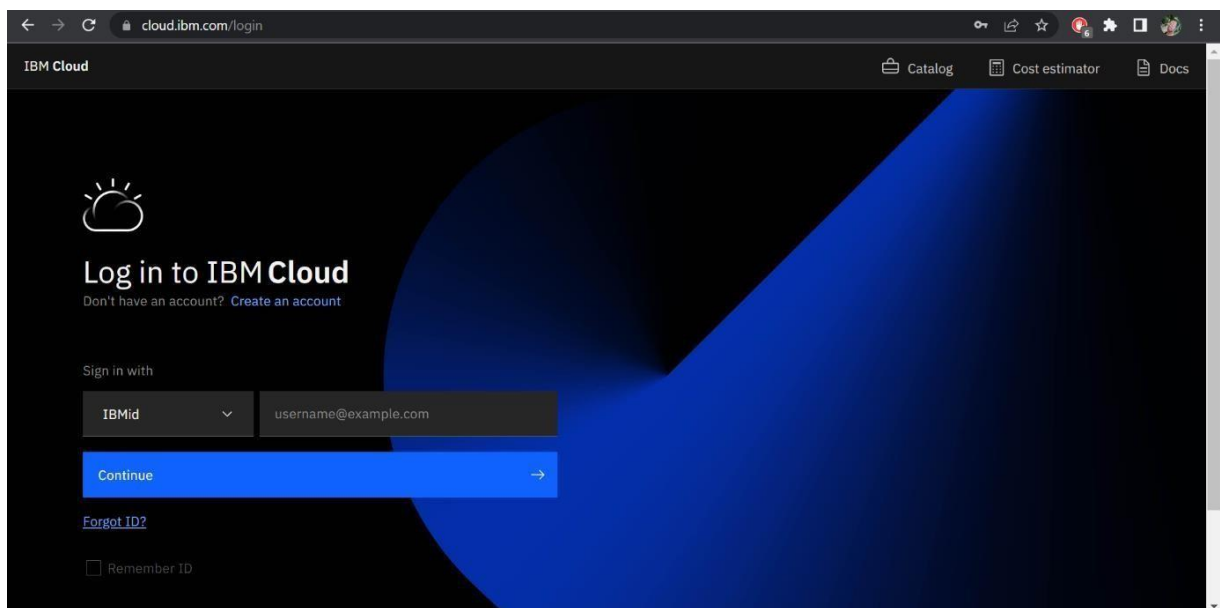 cloud.ibm.com/login
6
IBM Cloud
Catalog
Cost estimator
Docs
Log in to IBM Cloud
Don't have an account? Create an account
Sign in with
IBMid
username@example.com
Continue
Forgot ID?
Remember ID